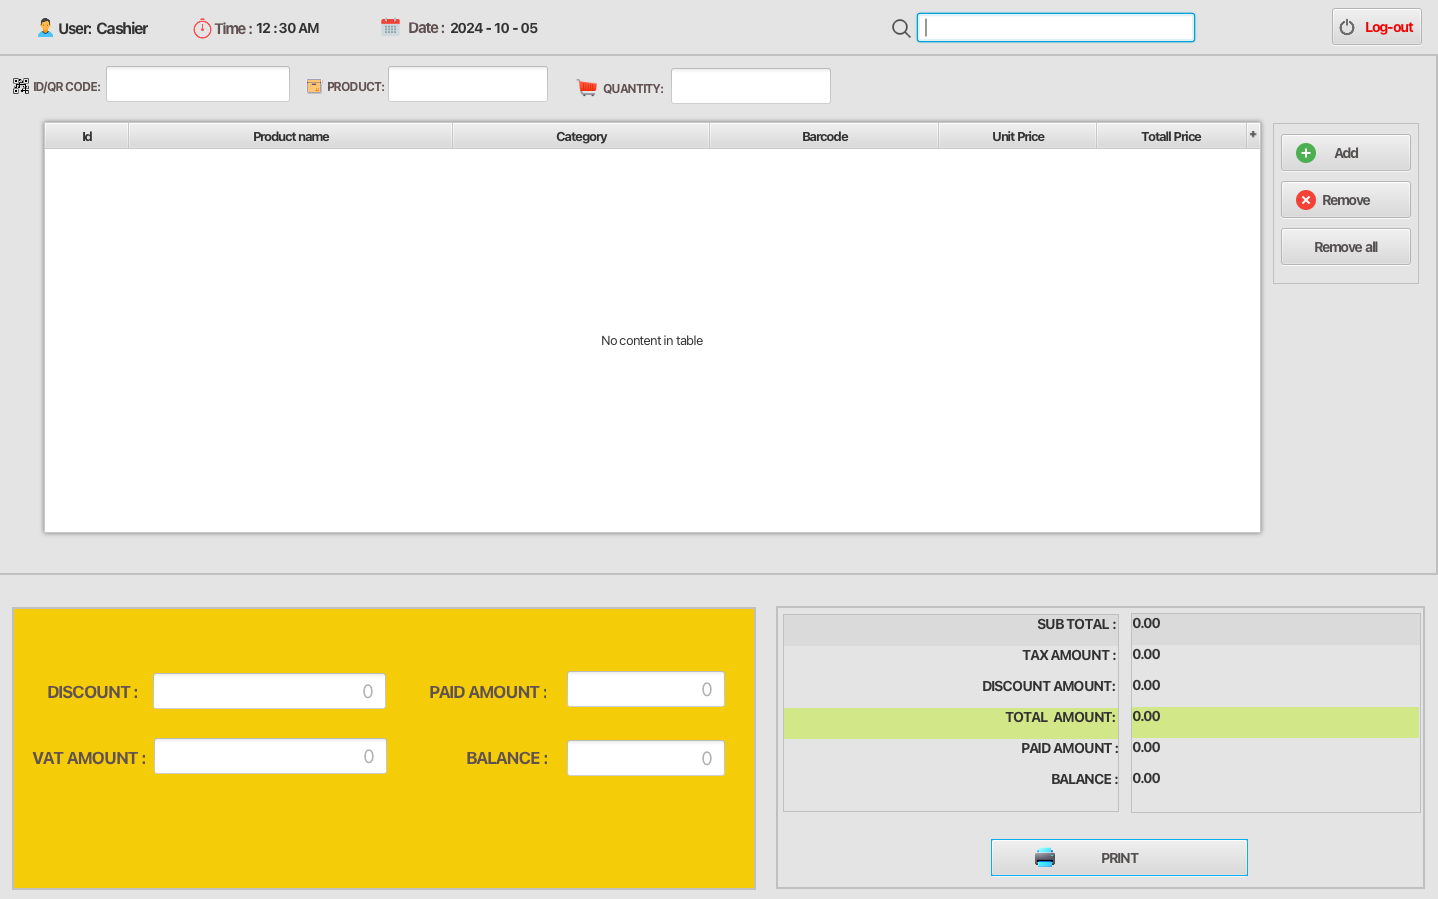 User: Cashier
Time : 12 : 30 AM
Date : 2024 - 10 - 05
Log-out
ID/QR CODE:
PRODUCT:
QUANTITY:
Id Product name Category Barcode Unit Price Totall Price +
Add
Remove
Remove all
No content in table
DISCOUNT : 0
PAID AMOUNT : 0
VAT AMOUNT : 0
BALANCE : 0
SUB TOTAL : 0.00
TAX AMOUNT : 0.00
DISCOUNT AMOUNT: 0.00
TOTAL AMOUNT: 0.00
PAID AMOUNT : 0.00
BALANCE : 0.00
PRINT